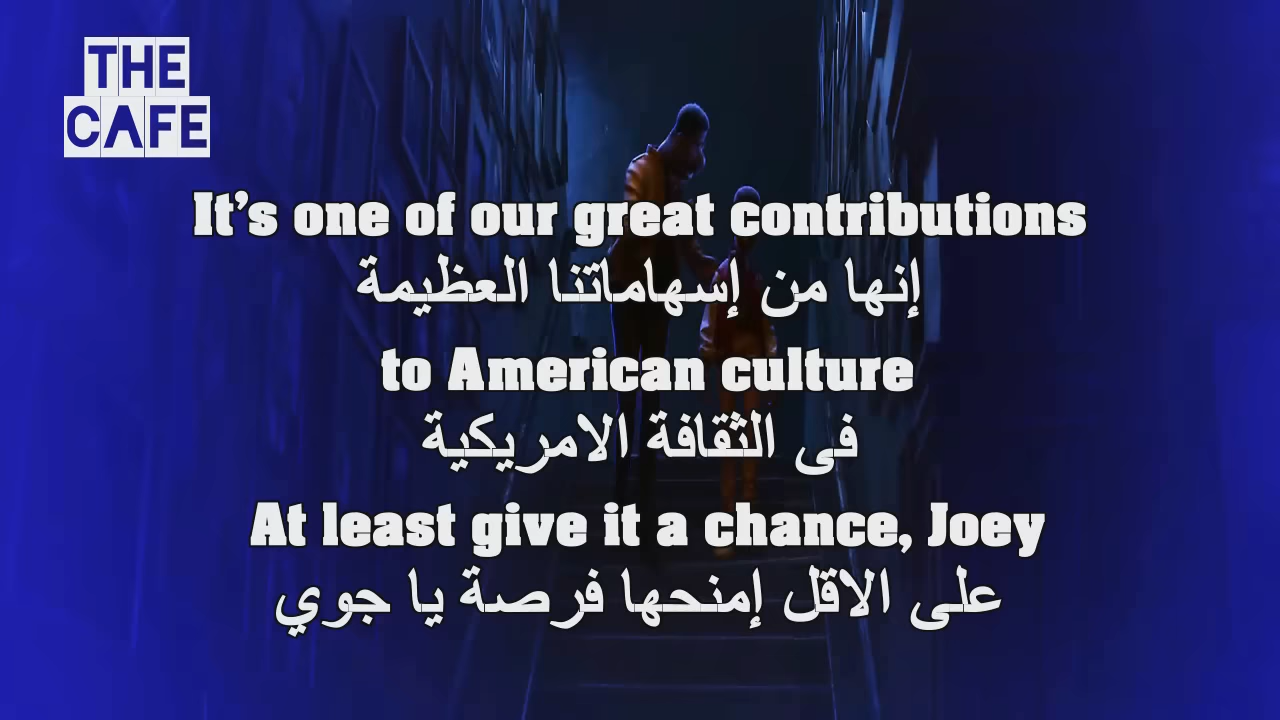 THE
CAFE
It's one of our great contributions
إنها من إسهاماتنا العظيمة
to American culture
فى الثقافة الامريكية
At least give it a chance, Joey
على الاقل إمنحها فرصة يا جوي